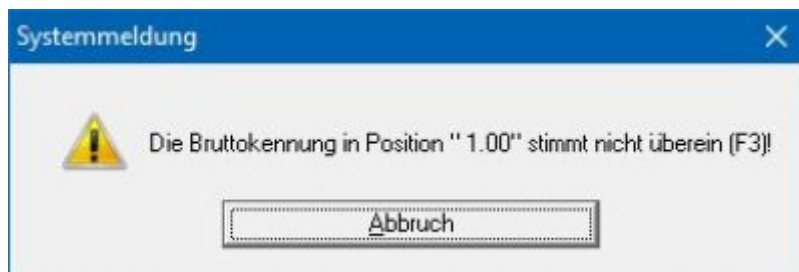 Systemmeldung
Die Bruttokennung in Position " 1.00" stimmt nicht überein (F3)!
Abbruch